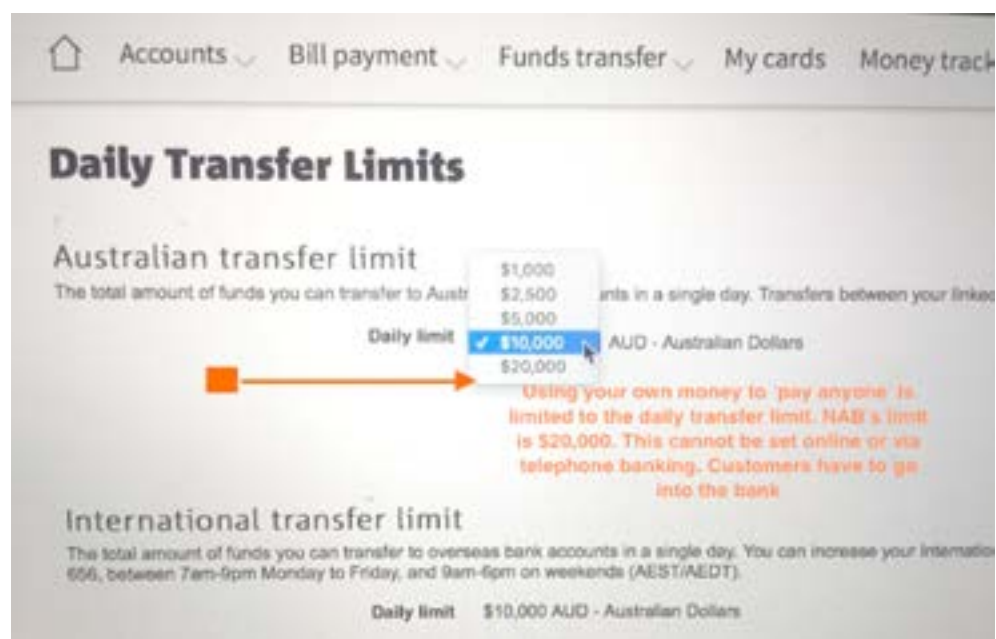 Accounts Bill payment Funds transfer My cards Money track
Daily Transfer Limits
Australian transfer limit
The total amount of funds you can transfer to Austr
$1,000
$2,500
$5,000
✓ $10,000
$20,000
unts in a single day. Transfers between your linked
Daily limit
AUD - Australian Dollars
Using your own money to pay anyone is
limited to the daily transfer limit. NAB's limit
is $20,000. This cannot be set online or via
telephone banking. Customers have to go
into the bank
International transfer limit
The total amount of funds you can transfer to overseas bank accounts in a single day. You can increase your Internatio
656, between 7am-9pm Monday to Friday, and 9am-6pm on weekends (AEST/AEDT).
Daily limit $10,000 AUD - Australian Dollars